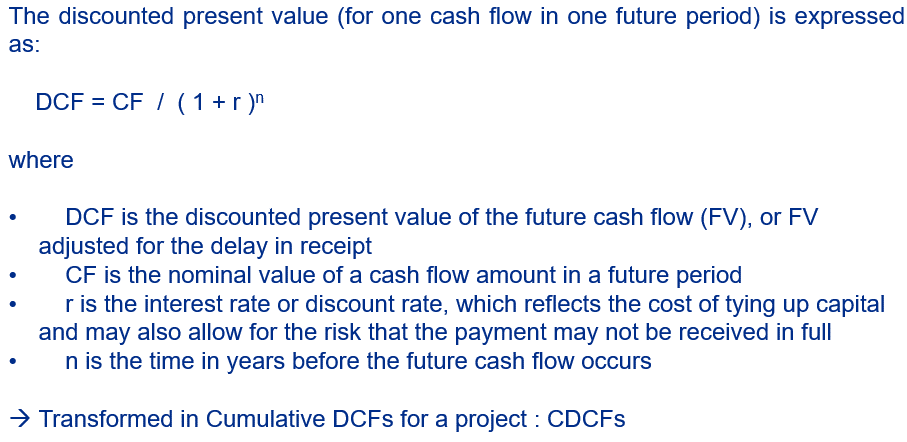 The discounted present value (for one cash flow in one future period) is expressed
as:
DCF = CF / ( 1 + r )ⁿ
where
• DCF is the discounted present value of the future cash flow (FV), or FV
adjusted for the delay in receipt
• CF is the nominal value of a cash flow amount in a future period
• r is the interest rate or discount rate, which reflects the cost of tying up capital
and may also allow for the risk that the payment may not be received in full
• n is the time in years before the future cash flow occurs
→ Transformed in Cumulative DCFs for a project : CDCFs